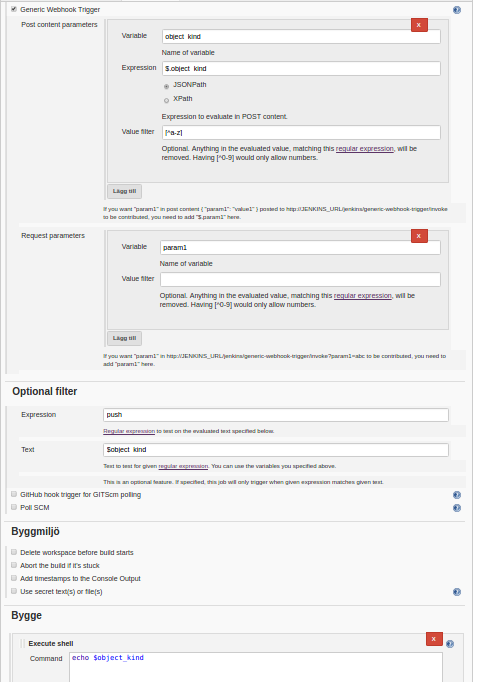 Generic Webhook Trigger
Post content parameters
X
Variable
object_kind
Name of variable
Expression
$.object_kind
JSONPath
XPath
Expression to evaluate in POST content.
Value filter
[^a-z]
Optional. Anything in the evaluated value, matching this regular expression, will be
removed. Having [^0-9] would only allow numbers.
Lägg till
If you want "param1" in post content { "param1": "value1" } posted to http://JENKINS_URL/jenkins/generic-webhook-trigger/invoke
to be contributed, you need to add "$.param1" here.
Request parameters
X
Variable
param1
Name of variable
Value filter
Optional. Anything in the evaluated value, matching this regular expression, will be
removed. Having [^0-9] would only allow numbers.
Lägg till
If you want "param1" in http://JENKINS_URL/jenkins/generic-webhook-trigger/invoke?param1=abc to be contributed, you need to
add "param1" here.
Optional filter
Expression
push
Regular expression to test on the evaluated text specified below.
Text
$object_kind
Text to test for given regular expression. You can use the variables you specified above.
This is an optional feature. If specified, this job will only trigger when given expression matches given text.
GitHub hook trigger for GITScm polling
Poll SCM
Byggmiljö
Delete workspace before build starts
Abort the build if it's stuck
Add timestamps to the Console Output
Use secret text(s) or file(s)
Bygge
X
Execute shell
Command
echo $object_kind